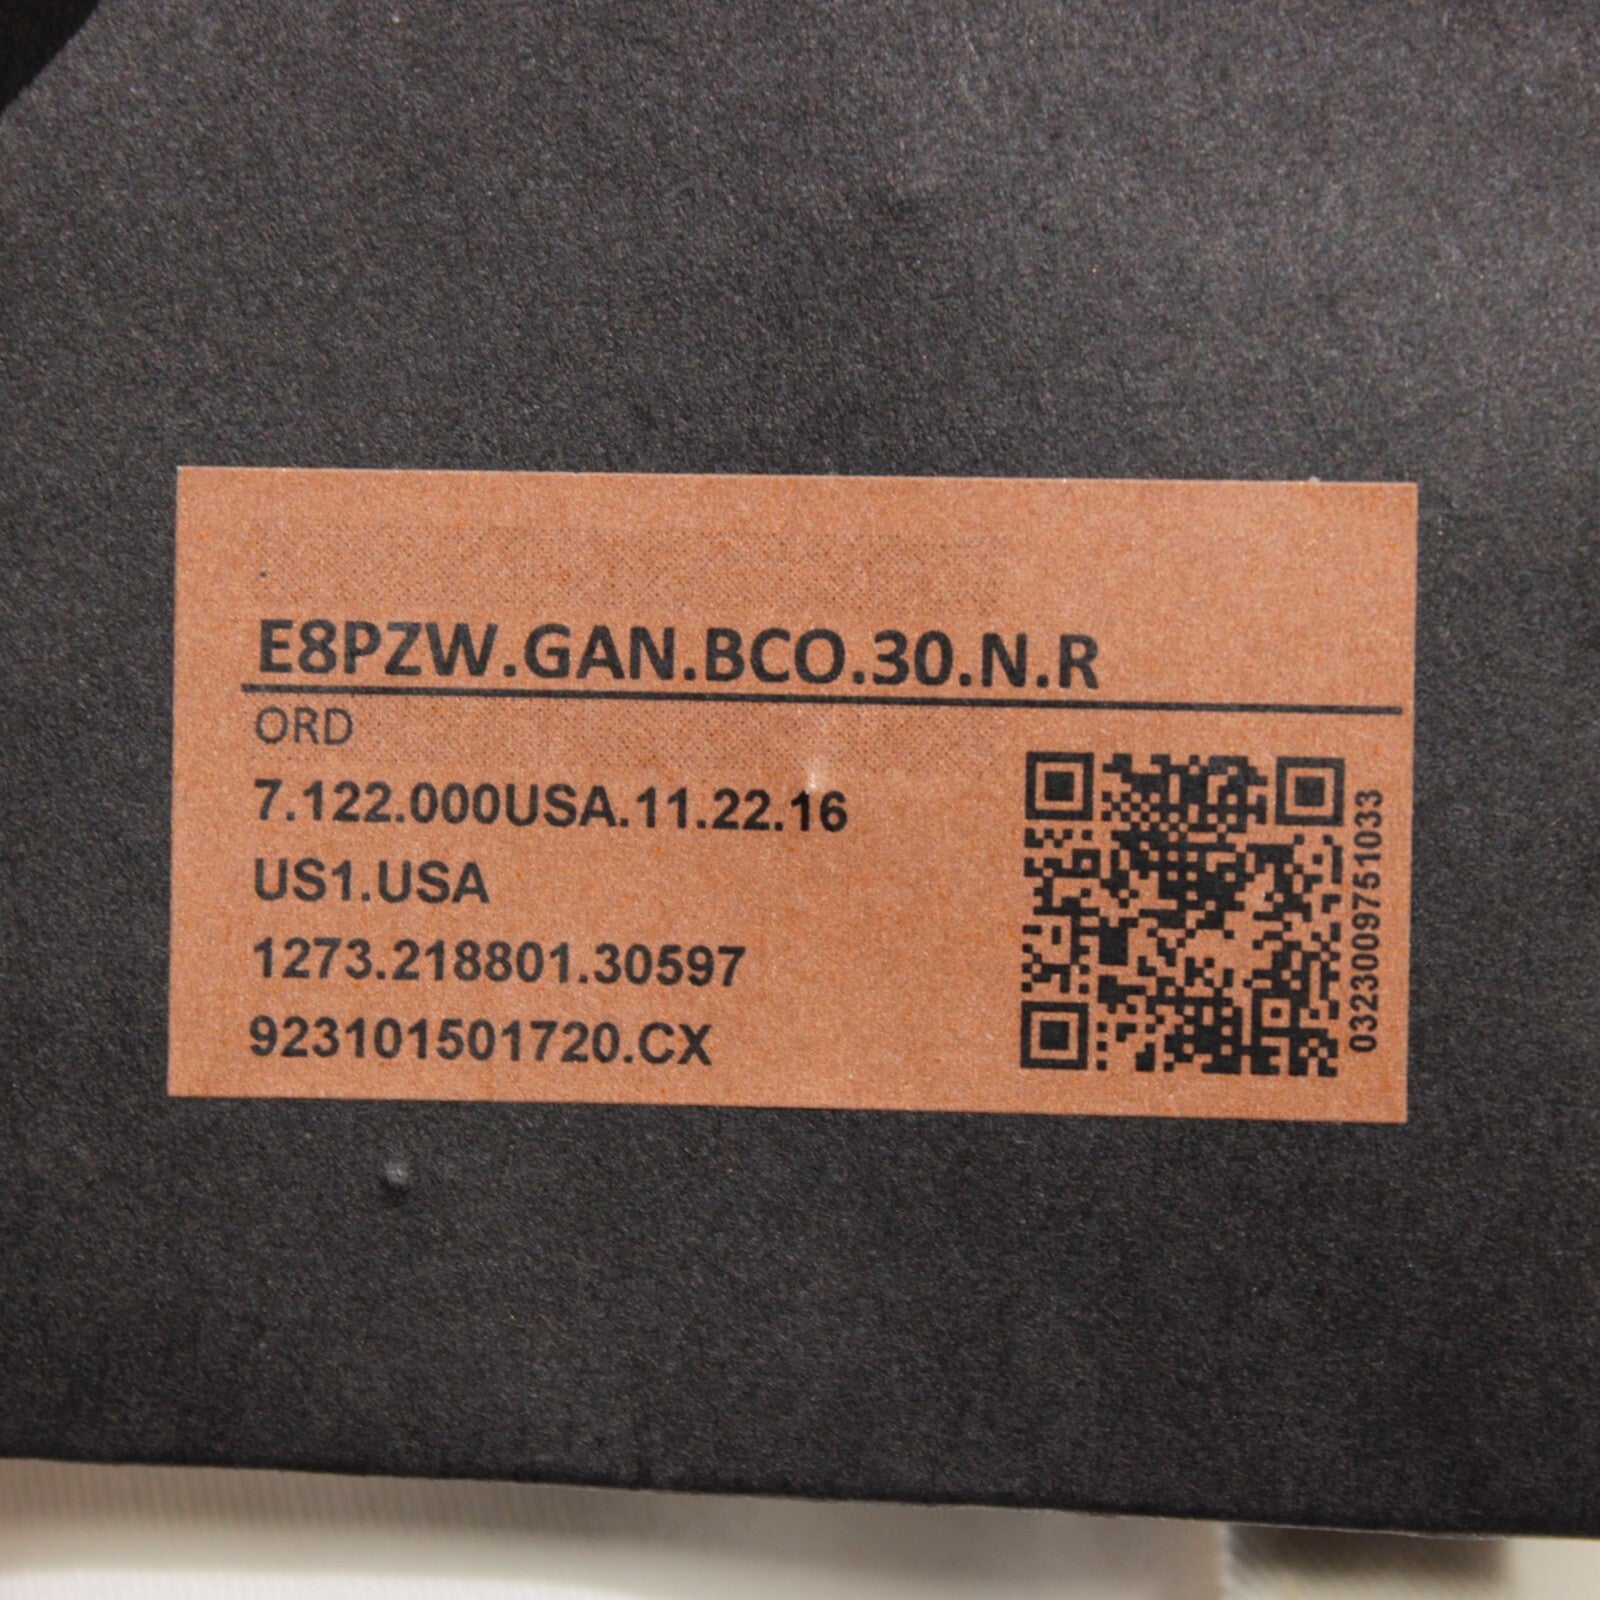 E8PZW.GAN.BCO.30.N.R
ORD
7.122.000USA.11.22.16
US1.USA
1273.218801.30597
923101501720.CX
0323009751033